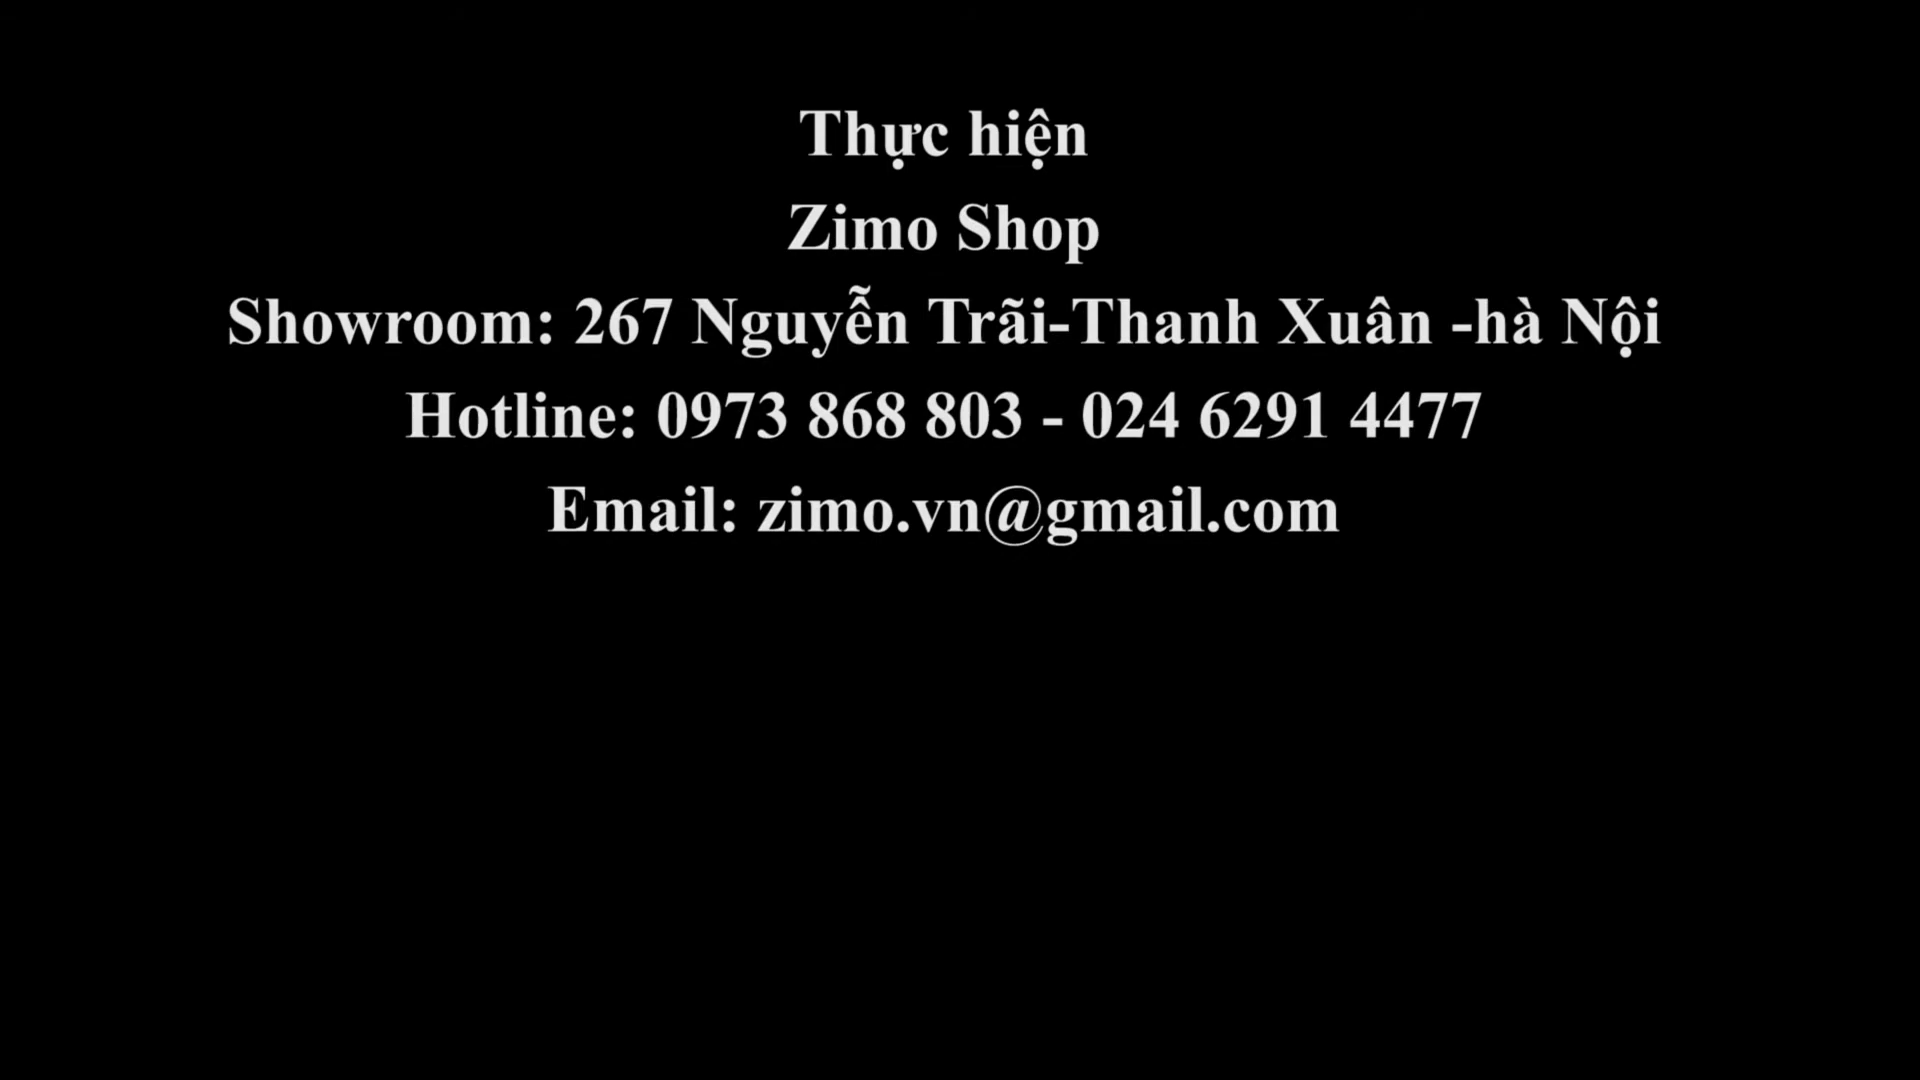 Thực hiện
Zimo Shop
Showroom: 267 Nguyễn Trãi-Thanh Xuân -hà Nội
Hotline: 0973 868 803 - 024 6291 4477
Email: zimo.vn@gmail.com